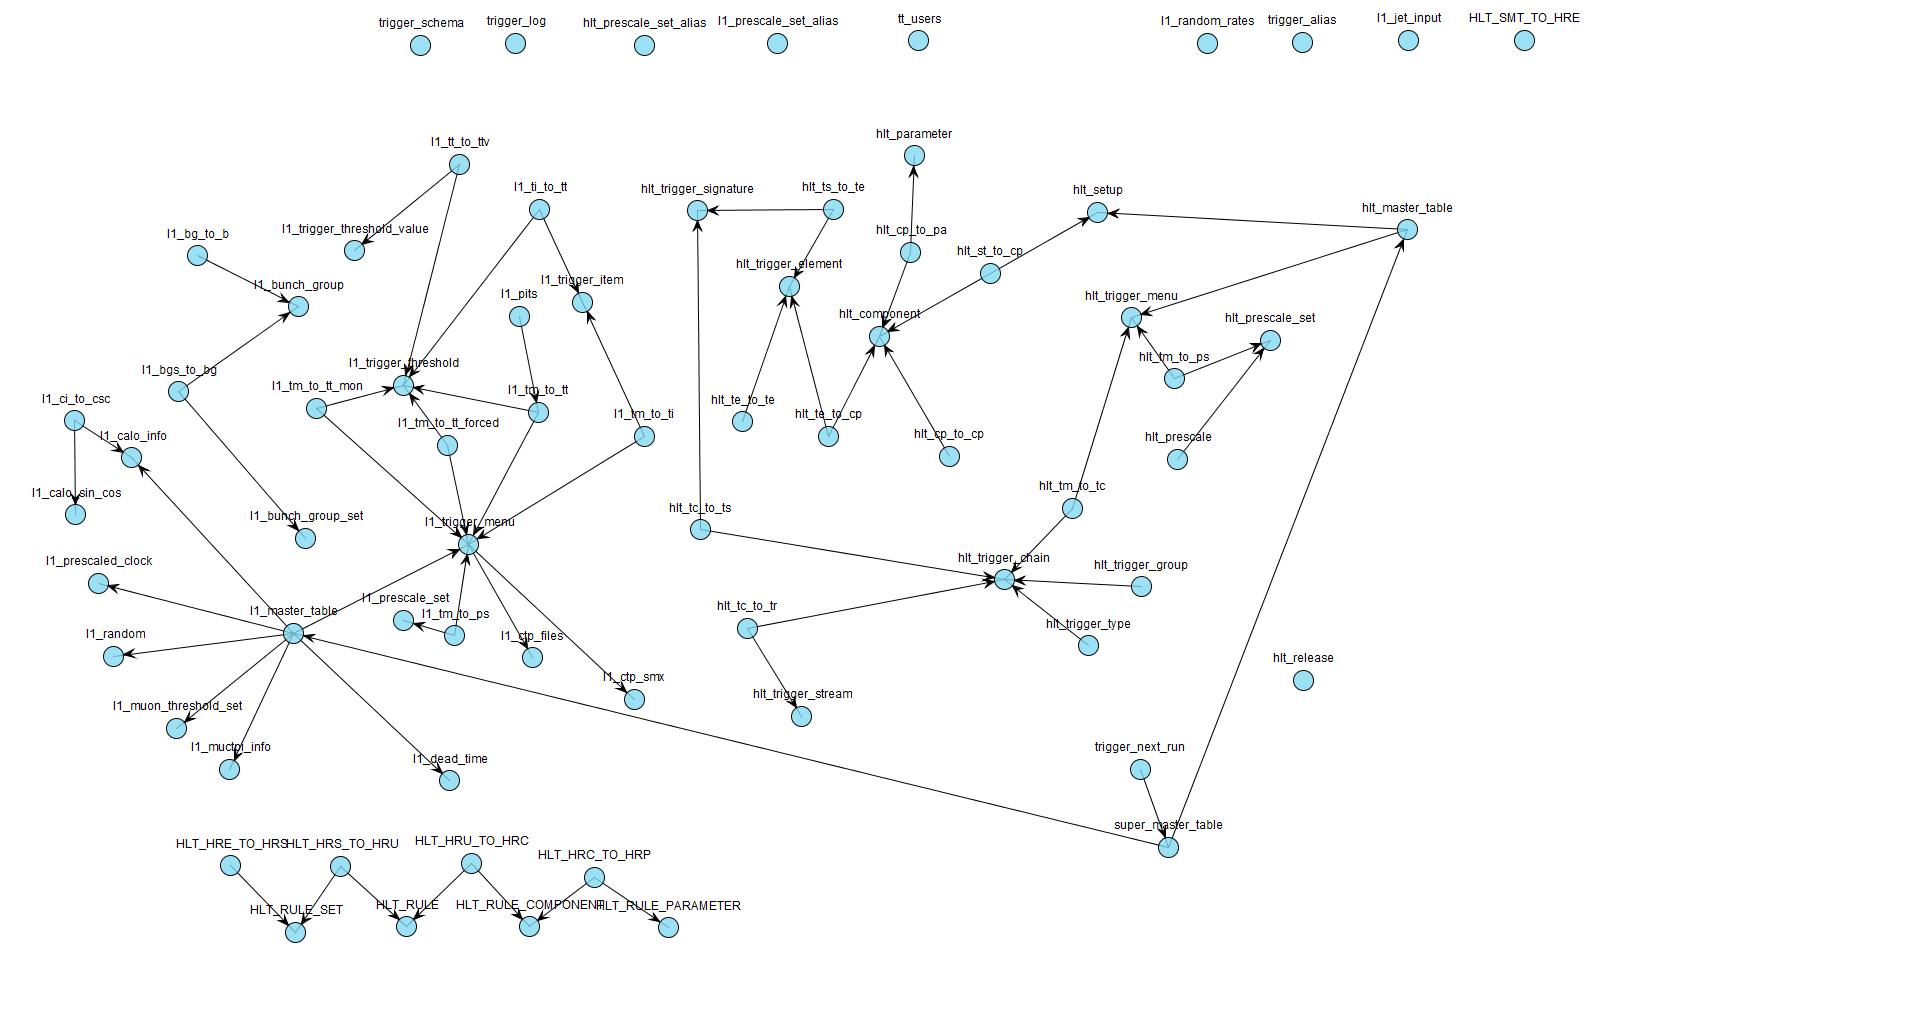 trigger_schema
trigger_log
hlt_prescale_set_alias
l1_prescale_set_alias
tt_users
l1_random_rates
trigger_alias
l1_jet_input
HLT_SMT_TO_HRE
l1_tt_to_ttv
hlt_parameter
l1_ti_to_tt
hlt_trigger_signature
hlt_ts_to_te
hlt_setup
hlt_master_table
l1_bg_to_b
l1_trigger_threshold_value
hlt_cp_to_pa
hlt_st_to_cp
hlt_trigger_element
l1_bunch_group
l1_trigger_item
l1_pits
hlt_trigger_menu
hlt_component
hlt_prescale_set
l1_trigger_threshold
hlt_tm_to_ps
l1_bgs_to_bg
l1_tm_to_tt_mon
l1_tm_to_tt
l1_ci_to_csc
hlt_te_to_te
l1_tm_to_ti
hlt_te_to_cp
l1_tm_to_tt_forced
l1_calo_info
hlt_cp_to_cp
hlt_prescale
l1_calo_sin_cos
hlt_tm_to_tc
hlt_tc_to_ts
l1_bunch_group_set
l1_trigger_menu
hlt_trigger_chain
l1_prescaled_clock
hlt_trigger_group
l1_prescale_set
l1_master_table
l1_tm_to_ps
hlt_tc_to_tr
hlt_trigger_type
l1_random
l1_ctp_files
hlt_release
l1_ctp_smx
hlt_trigger_stream
l1_muon_threshold_set
l1_muctpi_info
trigger_next_run
l1_dead_time
super_master_table
HLT_HRE_TO_HRS
HLT_HRS_TO_HRU
HLT_HRU_TO_HRC
HLT_HRC_TO_HRP
HLT_RULE_SET
HLT_RULE
HLT_RULE_COMPONENT
HLT_RULE_PARAMETER